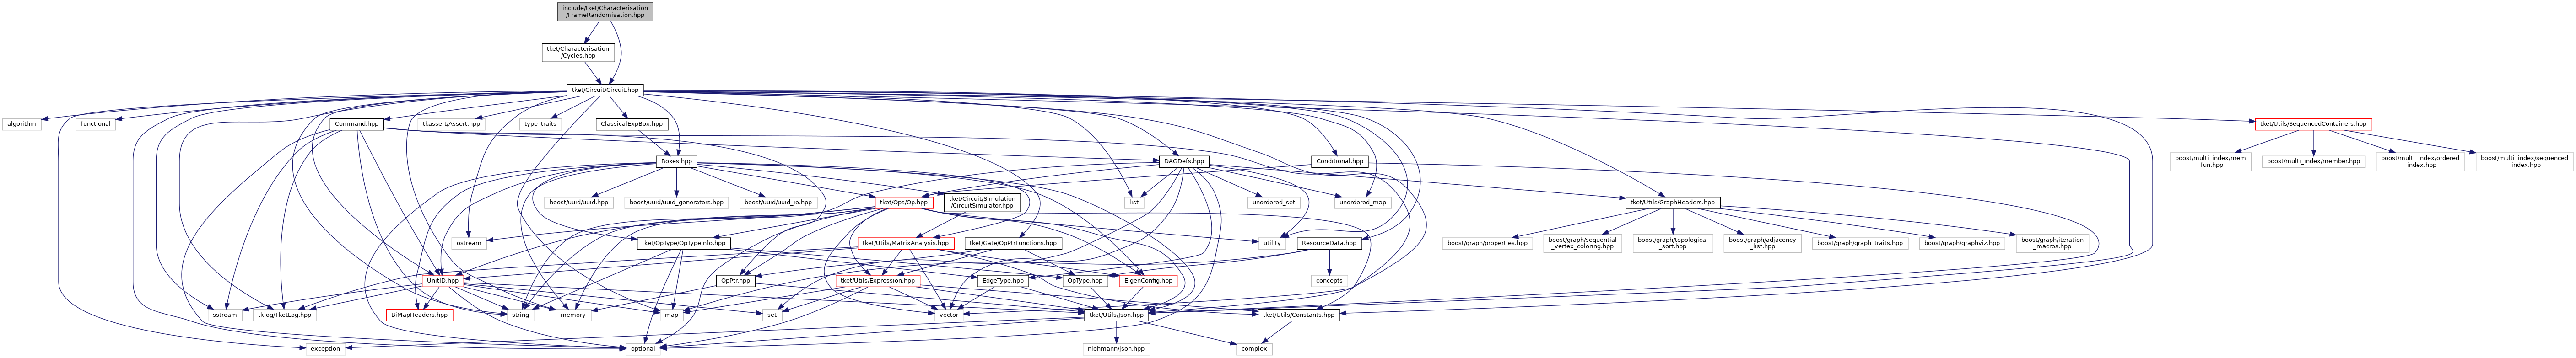 include/tket/Characterisation
/FrameRandomisation.hpp
tket/Characterisation
/Cycles.hpp
tket/Circuit/Circuit.hpp
algorithm
functional
Command.hpp
tkassert/Assert.hpp
type_traits
ClassicalExpBox.hpp
tket/Utils/SequencedContainers.hpp
Boxes.hpp
DAGDefs.hpp
Conditional.hpp
boost/multi_index/mem
_fun.hpp
boost/multi_index/member.hpp
boost/multi_index/ordered
_index.hpp
boost/multi_index/sequenced
_index.hpp
boost/uuid/uuid.hpp
boost/uuid/uuid_generators.hpp
boost/uuid/uuid_io.hpp
tket/Ops/Op.hpp
tket/Circuit/Simulation
/CircuitSimulator.hpp
list
unordered_set
unordered_map
tket/Utils/GraphHeaders.hpp
ostream
tket/OpType/OpTypeInfo.hpp
tket/Utils/MatrixAnalysis.hpp
tket/Gate/OpPtrFunctions.hpp
utility
ResourceData.hpp
boost/graph/properties.hpp
boost/graph/sequential
_vertex_coloring.hpp
boost/graph/topological
_sort.hpp
boost/graph/adjacency
_list.hpp
boost/graph/graph_traits.hpp
boost/graph/graphviz.hpp
boost/graph/iteration
_macros.hpp
UnitID.hpp
OpPtr.hpp
tket/Utils/Expression.hpp
EdgeType.hpp
OpType.hpp
EigenConfig.hpp
concepts
sstream
tklog/TketLog.hpp
BiMapHeaders.hpp
string
memory
map
set
vector
tket/Utils/Json.hpp
tket/Utils/Constants.hpp
exception
optional
nlohmann/json.hpp
complex